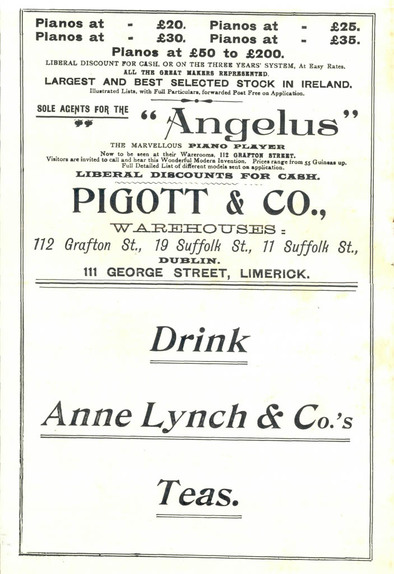 Pianos at - £20. Pianos at - £25.
Pianos at - £30. Pianos at - £35.
Pianos at £50 to £200.
LIBERAL DISCOUNT FOR CASH, OR ON THE THREE YEARS' SYSTEM, At Easy Rates.
ALL THE GREAT MAKERS REPRESENTED.
LARGEST AND BEST SELECTED STOCK IN IRELAND.
Illustrated Lists, with Full Particulars, forwarded Post Free on Application.
SOLE AGENTS FOR THE "Angelus"
THE MARVELLOUS PIANO PLAYER
Now to be seen at their Warerooms. 112 GRAFTON STREET.
Visitors are invited to call and hear this Wonderful Modern Invention. Prices range from 55 Guineas up.
Full Detailed List of different models sent on application.
LIBERAL DISCOUNTS FOR CASH.
PIGOTT & CO.,
WAREHOUSES:
112 Grafton St., 19 Suffolk St., 11 Suffolk St.,
DUBLIN.
111 GEORGE STREET, LIMERICK.
Drink
Anne Lynch & Co.'s
Teas.